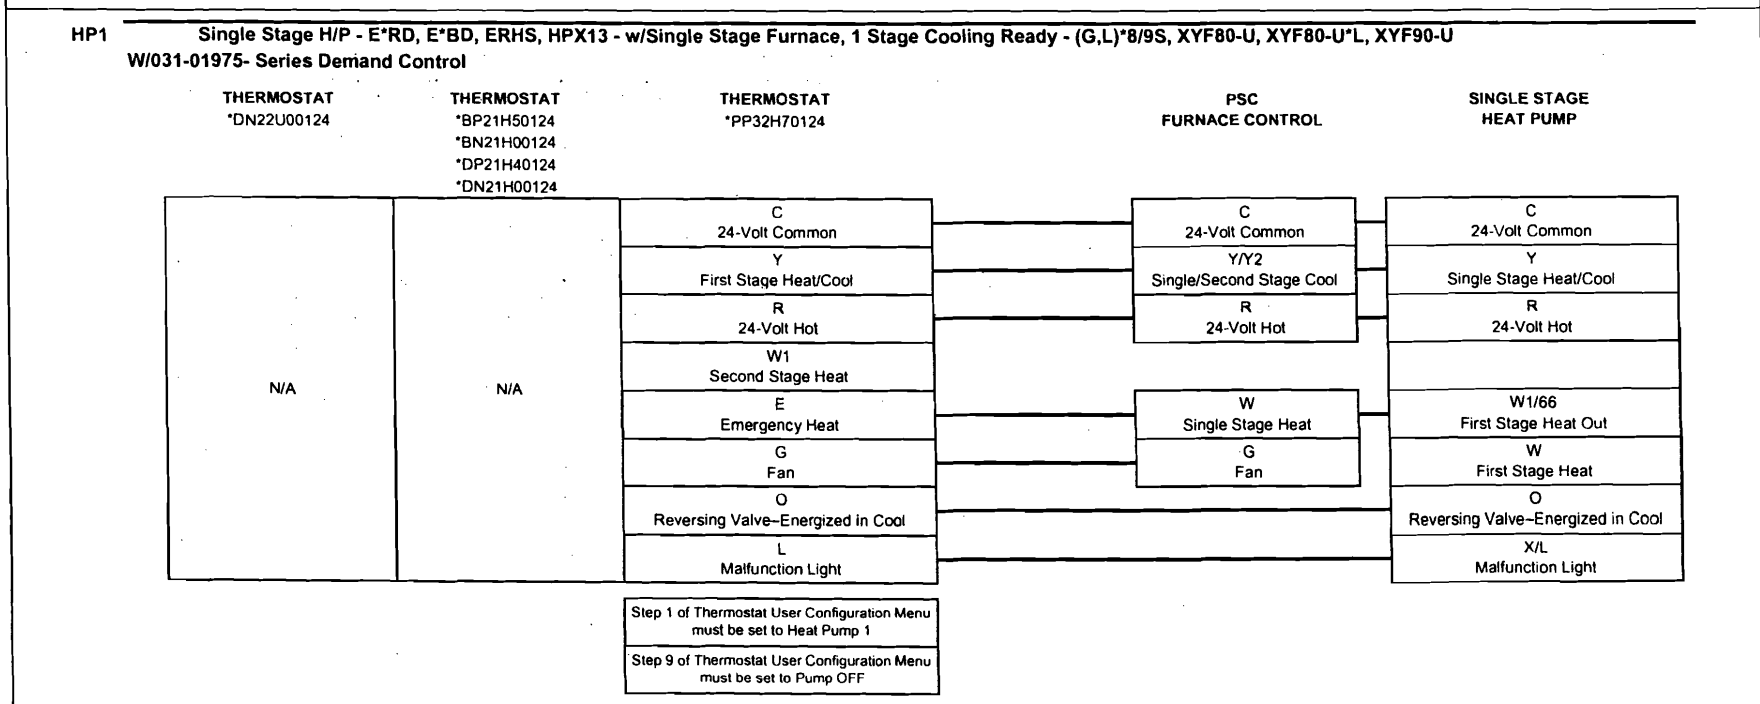 HP1 Single Stage H/P - E*RD, E*BD, ERHS, HPX13 - w/Single Stage Furnace, 1 Stage Cooling Ready - (G,L)*8/9S, XYF80-U, XYF80-U*L, XYF90-U
W/031-01975- Series Demand Control
THERMOSTAT
*DN22U00124
THERMOSTAT
*BP21H50124
*BN21H00124
*DP21H40124
*DN21H00124
THERMOSTAT
*PP32H70124
PSC
FURNACE CONTROL
SINGLE STAGE
HEAT PUMP
N/A
N/A
C
24-Volt Common
Y
First Stage Heat/Cool
R
24-Volt Hot
W1
Second Stage Heat
E
Emergency Heat
G
Fan
O
Reversing Valve~Energized in Cool
L
Malfunction Light
C
24-Volt Common
Y/Y2
Single/Second Stage Cool
R
24-Volt Hot
W
Single Stage Heat
G
Fan
C
24-Volt Common
Y
Single Stage Heat/Cool
R
24-Volt Hot
W1/66
First Stage Heat Out
W
First Stage Heat
O
Reversing Valve~Energized in Cool
X/L
Malfunction Light
Step 1 of Thermostat User Configuration Menu
must be set to Heat Pump 1
Step 9 of Thermostat User Configuration Menu
must be set to Pump OFF